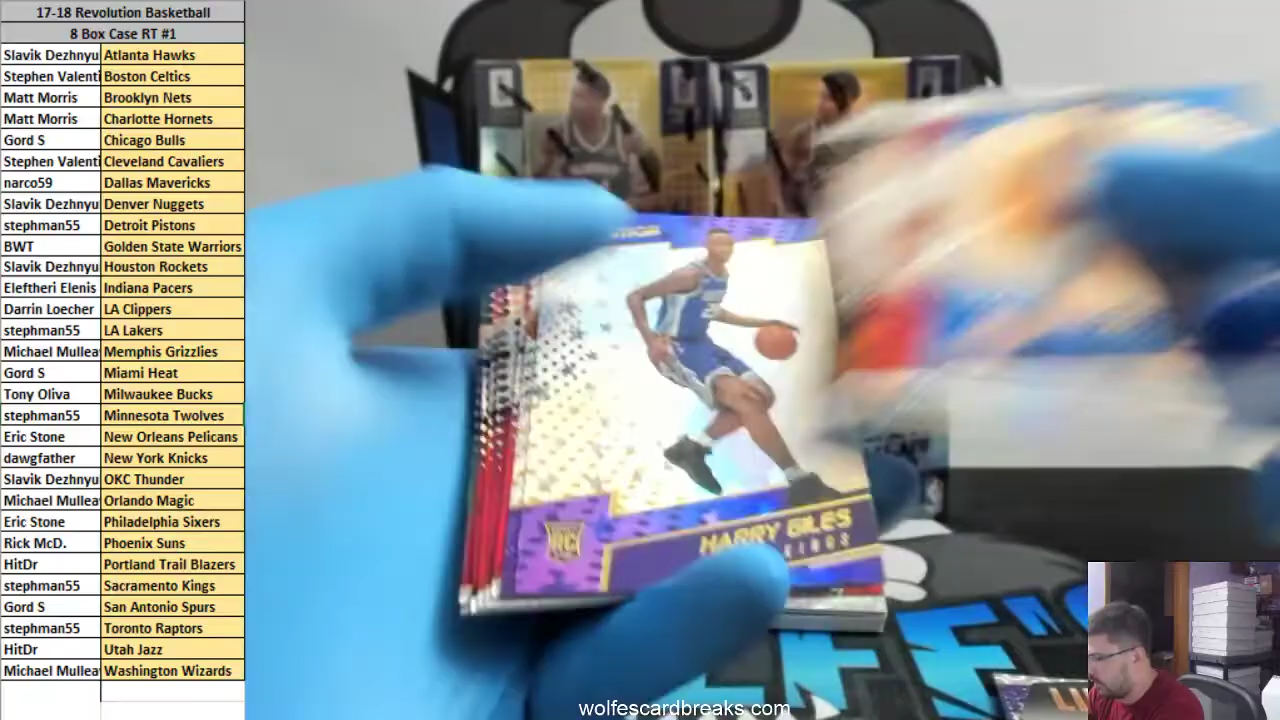 17-18 Revolution Basketball
8 Box Case RT #1
Slavik Dezhnyu Atlanta Hawks
Stephen Valenti Boston Celtics
Matt Morris Brooklyn Nets
Matt Morris Charlotte Hornets
Gord S Chicago Bulls
Stephen Valenti Cleveland Cavaliers
narco59 Dallas Mavericks
Slavik Dezhnyu Denver Nuggets
stephman55 Detroit Pistons
BWT Golden State Warriors
Slavik Dezhnyu Houston Rockets
Eleftheri Elenis Indiana Pacers
Darrin Loecher LA Clippers
stephman55 LA Lakers
Michael Mullea Memphis Grizzlies
Gord S Miami Heat
Tony Oliva Milwaukee Bucks
stephman55 Minnesota Twolves
Eric Stone New Orleans Pelicans
dawgfather New York Knicks
Slavik Dezhnyu OKC Thunder
Michael Mullea Orlando Magic
Eric Stone Philadelphia Sixers
Rick McD. Phoenix Suns
HitDr Portland Trail Blazers
stephman55 Sacramento Kings
Gord S San Antonio Spurs
stephman55 Toronto Raptors
HitDr Utah Jazz
Michael Mullea Washington Wizards
RC
HARRY GILES
KINGS
wolfescardbreaks.com